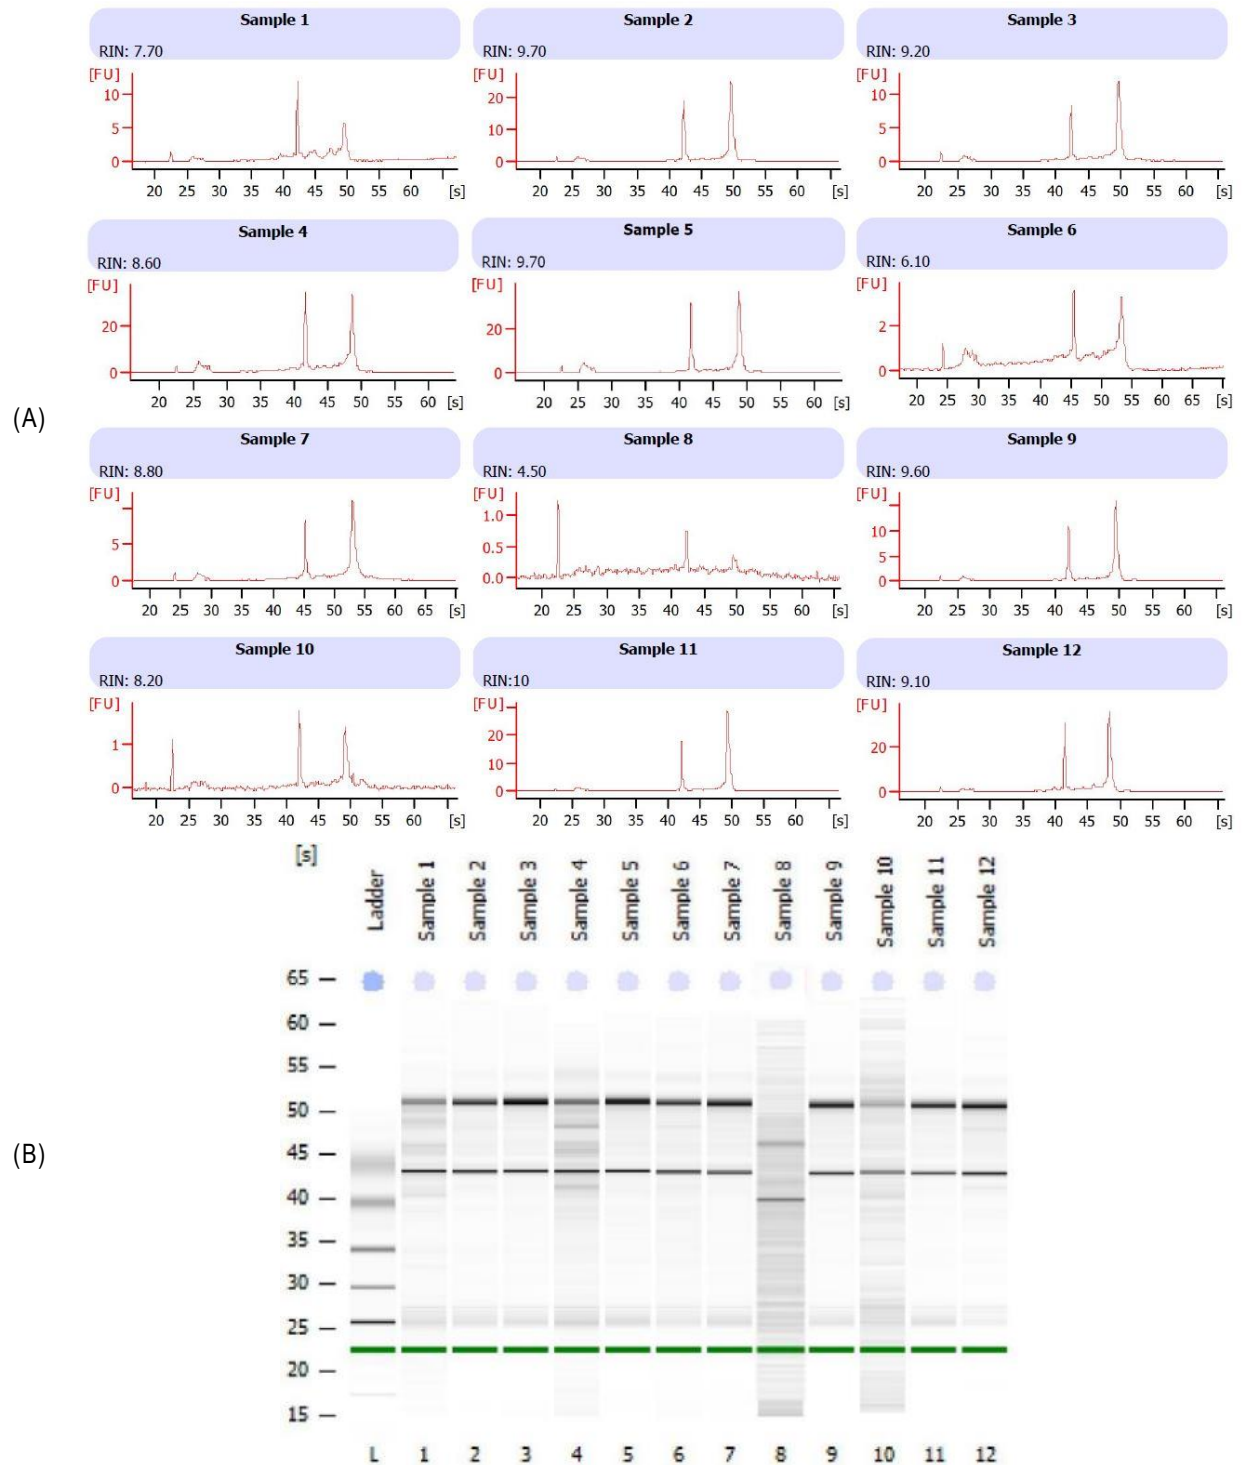 Sample 1 Sample 2 Sample 3
RIN: 7.70 RIN: 9.70 RIN: 9.20
[FU] [FU] [FU]
10 20 10
5 10 5
0 0 0
20 25 30 35 40 45 50 55 60 [s] 20 25 30 35 40 45 50 55 60 [s] 20 25 30 35 40 45 50 55 60 [s]
Sample 4 Sample 5 Sample 6
RIN: 8.60 RIN: 9.70 RIN: 6.10
[FU] [FU] [FU]
20 20 2
0 0 0
20 25 30 35 40 45 50 55 60 [s] 20 25 30 35 40 45 50 55 60 [s] 20 25 30 35 40 45 50 55 60 65 70 [s]
(A)
Sample 7 Sample 8 Sample 9
RIN: 8.80 RIN: 4.50 RIN: 9.60
[FU] [FU] [FU]
5 1.0 10
0 0.5 5
0.0 0
20 25 30 35 40 45 50 55 60 65 70 [s] 20 25 30 35 40 45 50 55 60 [s] 20 25 30 35 40 45 50 55 60 [s]
Sample 10 Sample 11 Sample 12
RIN: 8.20 RIN:10 RIN: 9.10
[FU] [FU] [FU]
1 30 20
0 20 0
10
0
20 25 30 35 40 45 50 55 60 [s] 20 25 30 35 40 45 50 55 60 [s] 20 25 30 35 40 45 50 55 60 [s]
[s] Ladder Sample 1 Sample 2 Sample 3 Sample 4 Sample 5 Sample 6 Sample 7 Sample 8 Sample 9 Sample 10 Sample 11 Sample 12
65
60
55
50
(B)
45
40
35
30
25
20
15
L 1 2 3 4 5 6 7 8 9 10 11 12